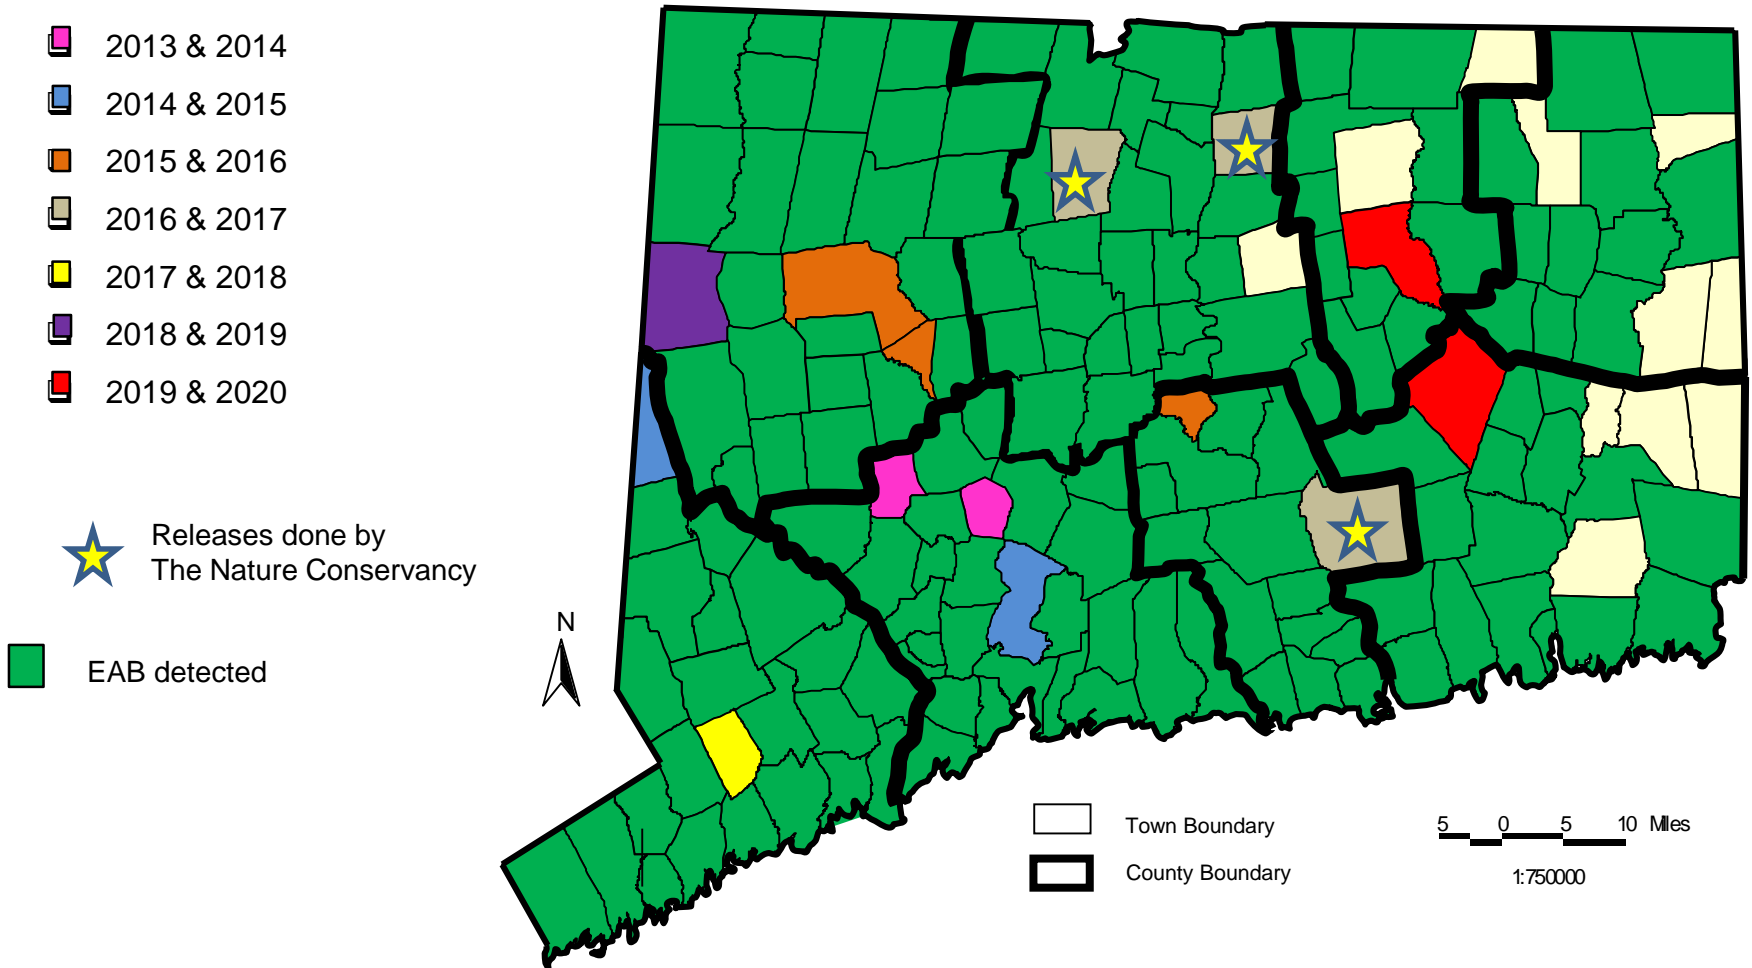 2013 & 2014
2014 & 2015
2015 & 2016
2016 & 2017
2017 & 2018
2018 & 2019
2019 & 2020
Releases done by
The Nature Conservancy
N
EAB detected
Town Boundary
County Boundary
5 0 5 10 Miles
1:750000